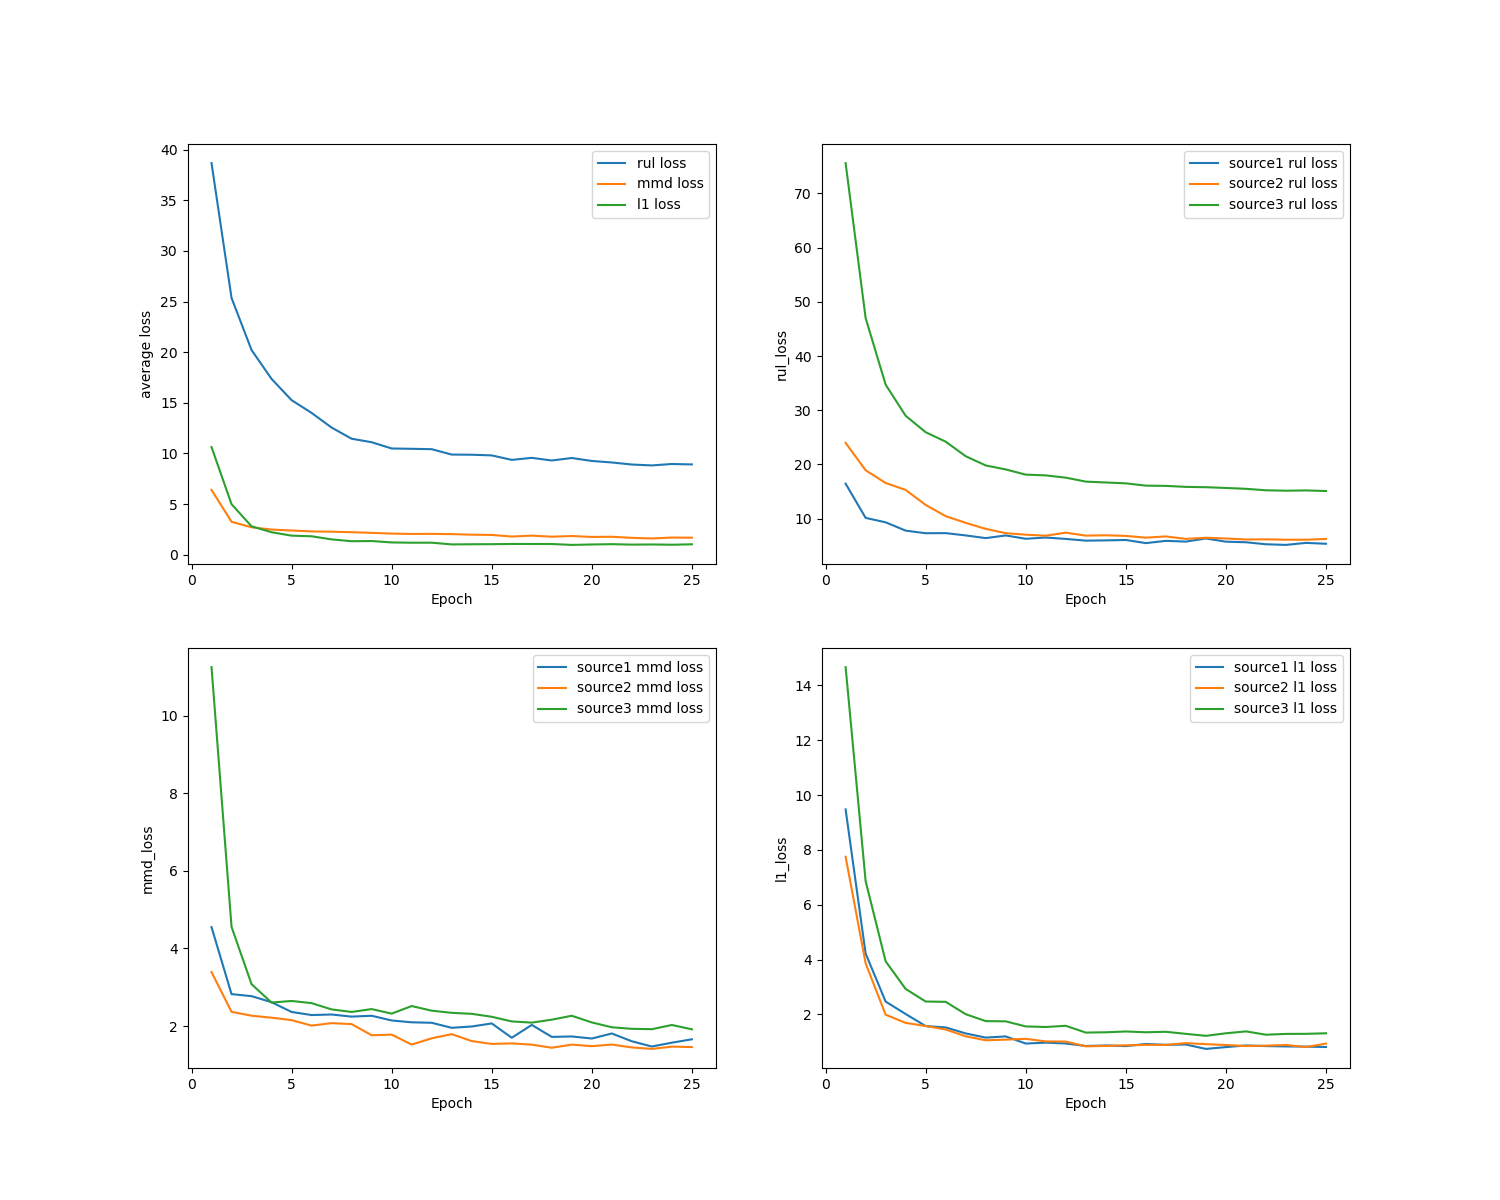 40
35
30
25
20
15
10
5
0
average loss
rul loss
mmd loss
l1 loss
0 5 10 15 20 25
Epoch
70
60
50
40
30
20
10
rul_loss
source1 rul loss
source2 rul loss
source3 rul loss
0 5 10 15 20 25
Epoch
10
8
6
4
2
mmd_loss
source1 mmd loss
source2 mmd loss
source3 mmd loss
0 5 10 15 20 25
Epoch
14
12
10
8
6
4
2
l1_loss
source1 l1 loss
source2 l1 loss
source3 l1 loss
0 5 10 15 20 25
Epoch